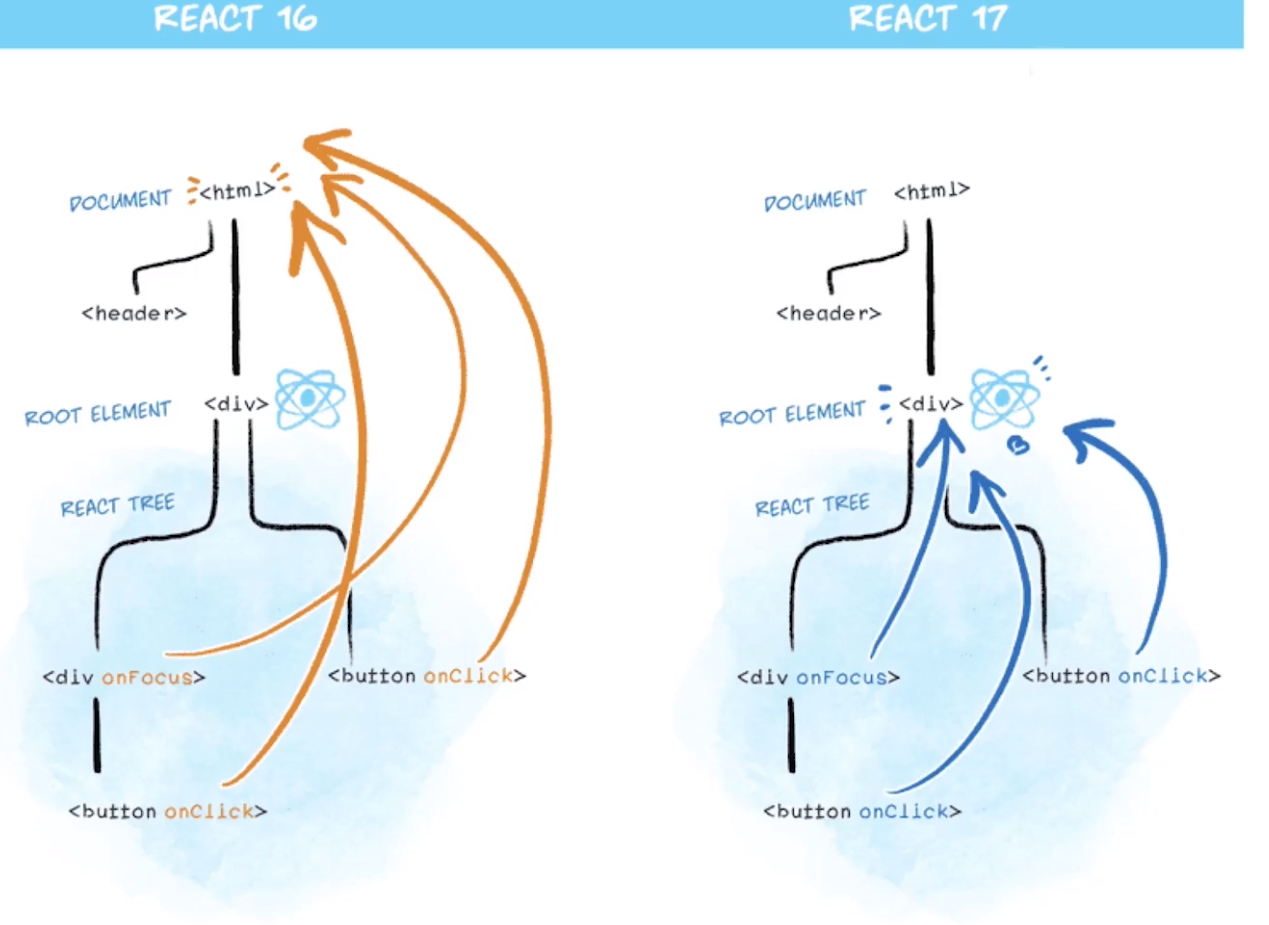 REACT 16
DOCUMENT <html>
<header>
ROOT ELEMENT <div>
REACT TREE
<div onFocus>
<button onClick>
<button onClick>
REACT 17
DOCUMENT <html>
<header>
ROOT ELEMENT <div>
REACT TREE
<div onFocus>
<button onClick>
<button onClick>